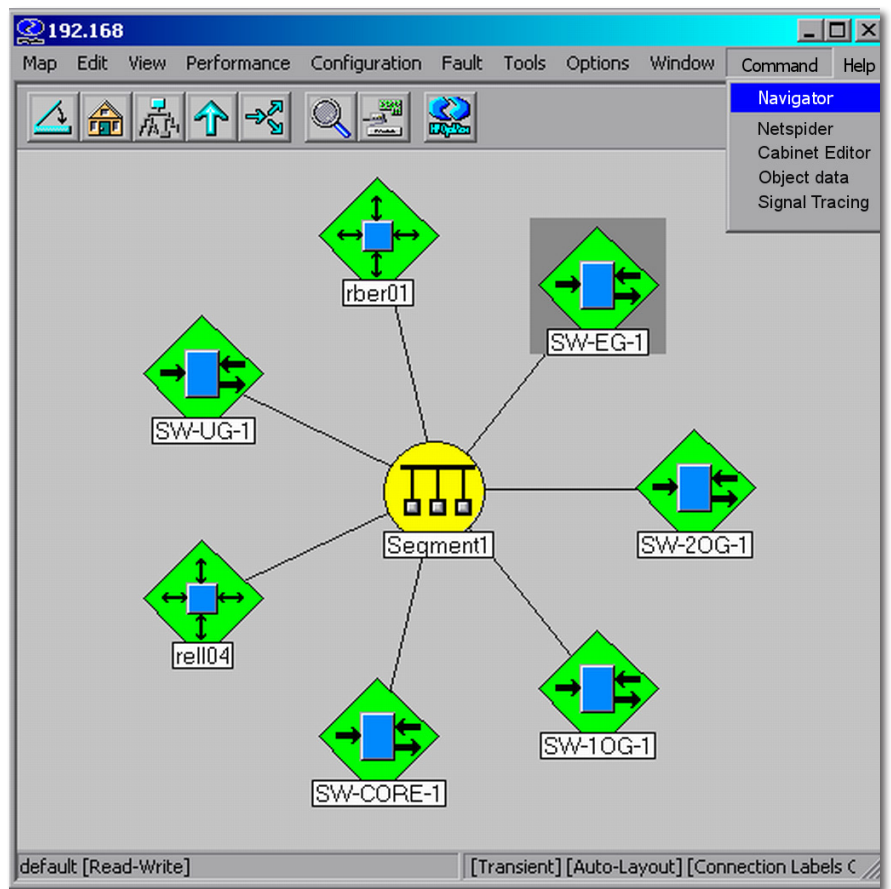 192.168
Map Edit View Performance Configuration Fault Tools Options Window Command Help
Navigator
Netspider
Cabinet Editor
Object data
Signal Tracing
rber01
SW-EG-1
SW-UG-1
SW-2OG-1
Segment1
rell04
SW-1OG-1
SW-CORE-1
default [Read-Write] [Transient] [Auto-Layout] [Connection Labels